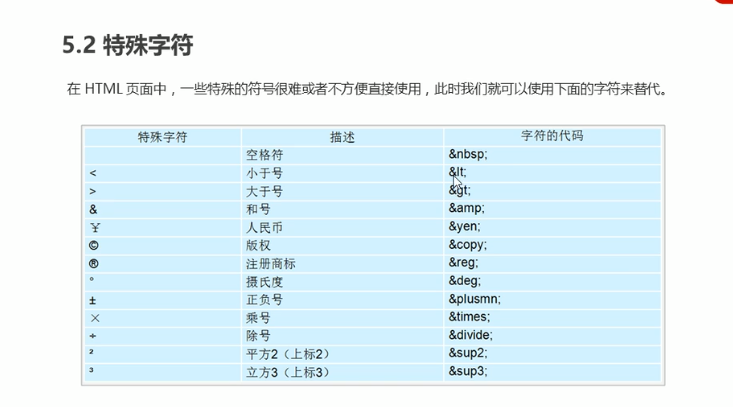 5.2 特殊字符
在 HTML 页面中，一些特殊的符号很难或者不方便直接使用，此时我们就可以使用下面的字符来替代。
特殊字符 描述 字符的代码
空格符 &nbsp;
< 小于号 &lt;
> 大于号 &gt;
& 和号 &amp;
￥ 人民币 &yen;
© 版权 &copy;
® 注册商标 &reg;
° 摄氏度 &deg;
± 正负号 &plusmn;
× 乘号 &times;
÷ 除号 &divide;
² 平方2（上标2） &sup2;
³ 立方3（上标3） &sup3;